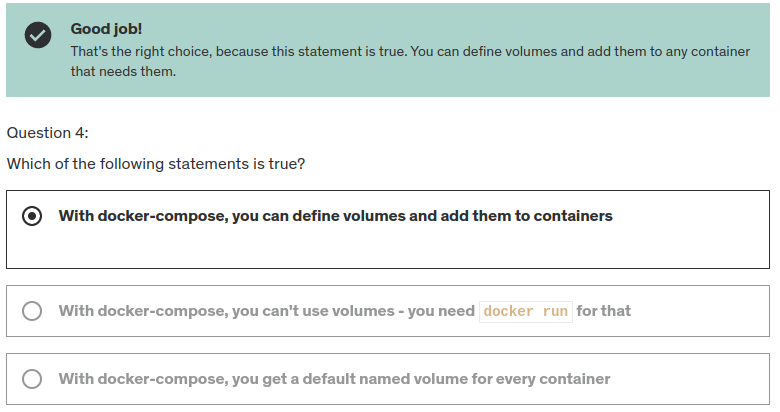 Good job!
That's the right choice, because this statement is true. You can define volumes and add them to any container
that needs them.
Question 4:
Which of the following statements is true?
With docker-compose, you can define volumes and add them to containers
With docker-compose, you can't use volumes - you need docker run for that
With docker-compose, you get a default named volume for every container